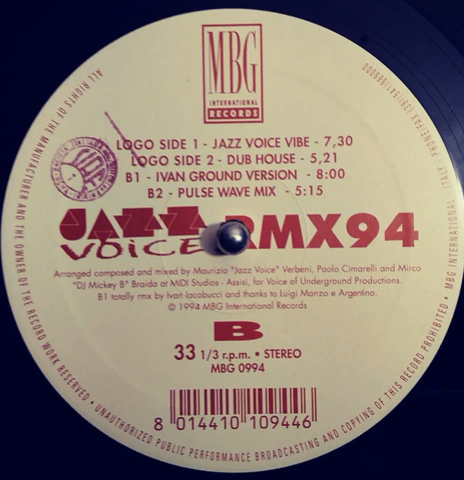 MBG
INTERNATIONAL
RECORDS
LOGO SIDE 1 - JAZZ VOICE VIBE - 7,30
LOGO SIDE 2 - DUB HOUSE - 5,21
B1 - IVAN GROUND VERSION - 8:00
B2 - PULSE WAVE MIX - 5:15
JAZZ
VOICE RMX94
Arranged composed and mixed by Maurizio "Jazz Voice" Verbeni, Paolo Cimarelli and Mirco
"DJ Mickey B" Braida at MIDI Studios - Assisi, for Voice of Underground Productions.
B1 totally rmx by Ivan Iacobucci and thanks to Luigi Manzo e Argentino.
© 1994 MBG International Records
B
33 1/3 r.p.m. • STEREO
MBG 0994
8 014410 109446
ALL RIGHTS OF THE MANUFACTURER AND THE OWNER OF THE RECORD WORK RESERVED • UNAUTHORIZED PUBLIC PERFORMANCE BROADCASTING AND COPYING OF THIS RECORD PROHIBITED • MBG INTERNATIONAL